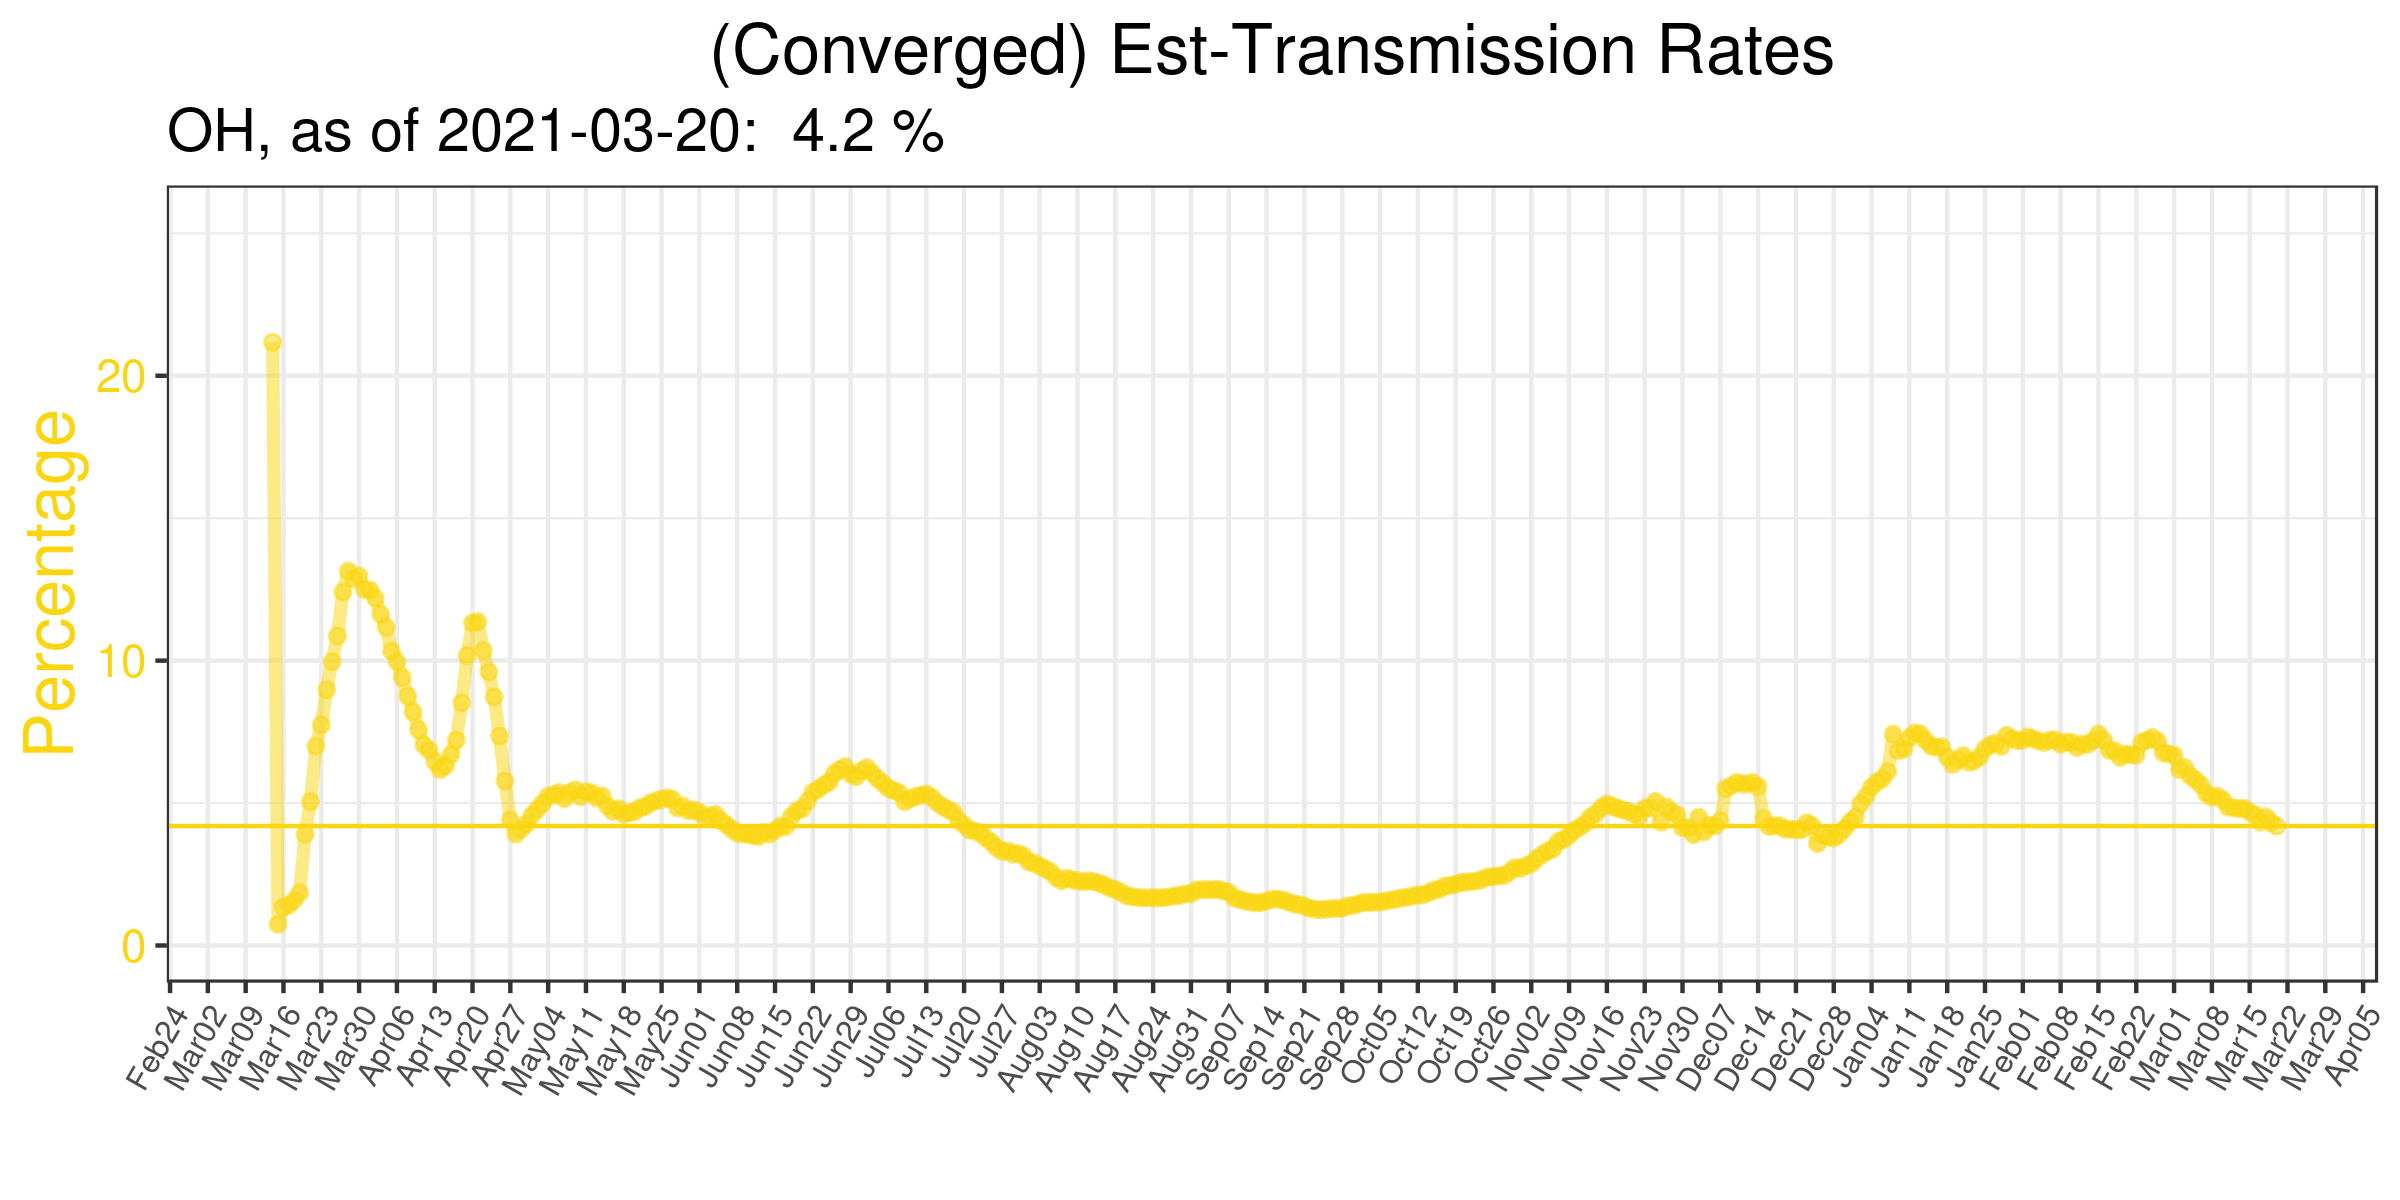 (Converged) Est-Transmission Rates
OH, as of 2021-03-20:  4.2 %
Percentage
20
10
0
Feb24
Mar02
Mar09
Mar16
Mar23
Mar30
Apr06
Apr13
Apr20
Apr27
May04
May11
May18
May25
Jun01
Jun08
Jun15
Jun22
Jun29
Jul06
Jul13
Jul20
Jul27
Aug03
Aug10
Aug17
Aug24
Aug31
Sep07
Sep14
Sep21
Sep28
Oct05
Oct12
Oct19
Oct26
Nov02
Nov09
Nov16
Nov23
Nov30
Dec07
Dec14
Dec21
Dec28
Jan04
Jan11
Jan18
Jan25
Feb01
Feb08
Feb15
Feb22
Mar01
Mar08
Mar15
Mar22
Mar29
Apr05